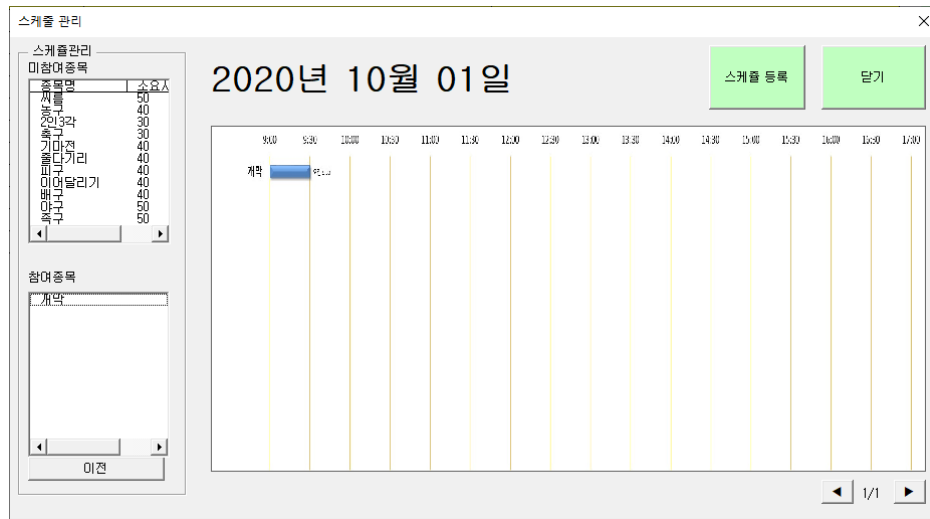 스케줄 관리
스케쥴관리
미참여종목
종목명 소요시
씨름 50
농구 40
2인3각 30
축구 30
기마전 40
줄다기리 40
피구 40
이어달리기 40
배구 40
야구 50
족구 50
참여종목
개막
이전
2020년 10월 01일
스케쥴 등록
닫기
9:00 9:30 10:00 10:30 11:00 11:30 12:00 12:30 13:00 13:30 14:00 14:30 15:00 15:30 16:00 16:30 17:00
개막
1/1